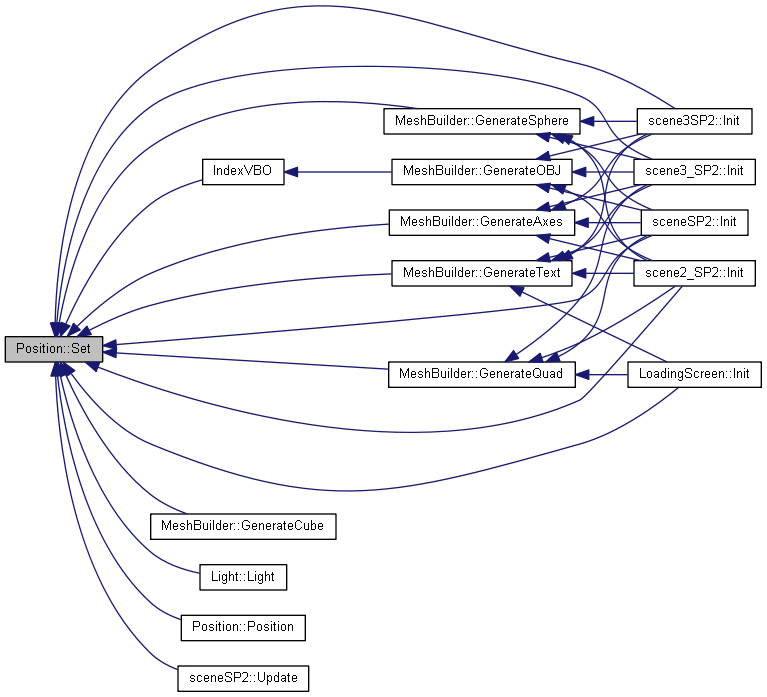 MeshBuilder::GenerateSphere
scene3SP2::Init
IndexVBO
MeshBuilder::GenerateOBJ
scene3_SP2::Init
MeshBuilder::GenerateAxes
sceneSP2::Init
MeshBuilder::GenerateText
scene2_SP2::Init
Position::Set
MeshBuilder::GenerateQuad
LoadingScreen::Init
MeshBuilder::GenerateCube
Light::Light
Position::Position
sceneSP2::Update